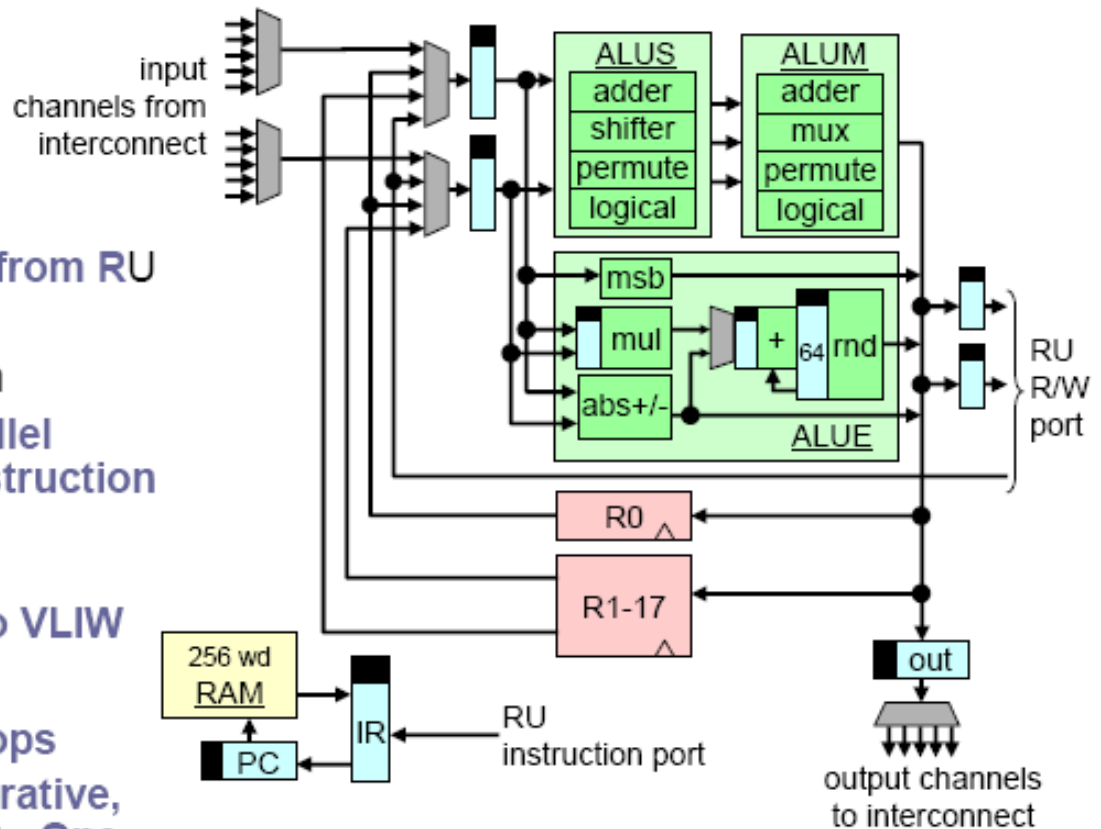 input
channels from
interconnect
from RU
n
llel
struction
o VLIW
ops
rative,
ALUS
adder
shifter
permute
logical
ALUM
adder
mux
permute
logical
msb
mul
abs+/-
+
64
rnd
ALUE
RU
R/W
port
R0
R1-17
256 wd
RAM
PC
IR
RU
instruction port
out
output channels
to interconnect